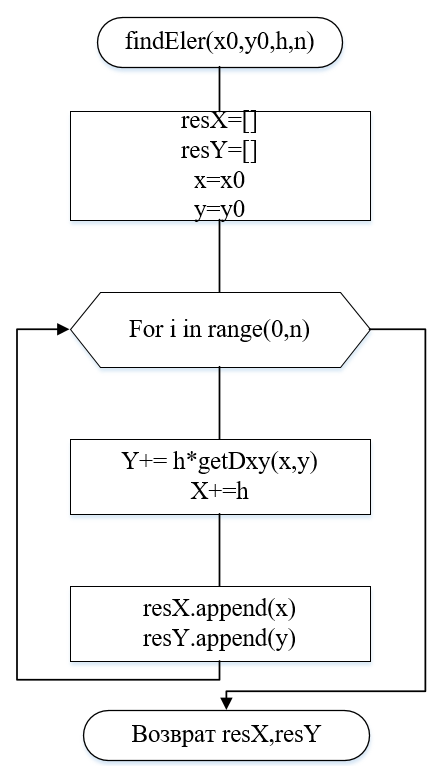 findEler(x0,y0,h,n)
resX=[]
resY=[]
x=x0
y=y0
For i in range(0,n)
Y+= h*getDxy(x,y)
X+=h
resX.append(x)
resY.append(y)
Возврат resX,resY